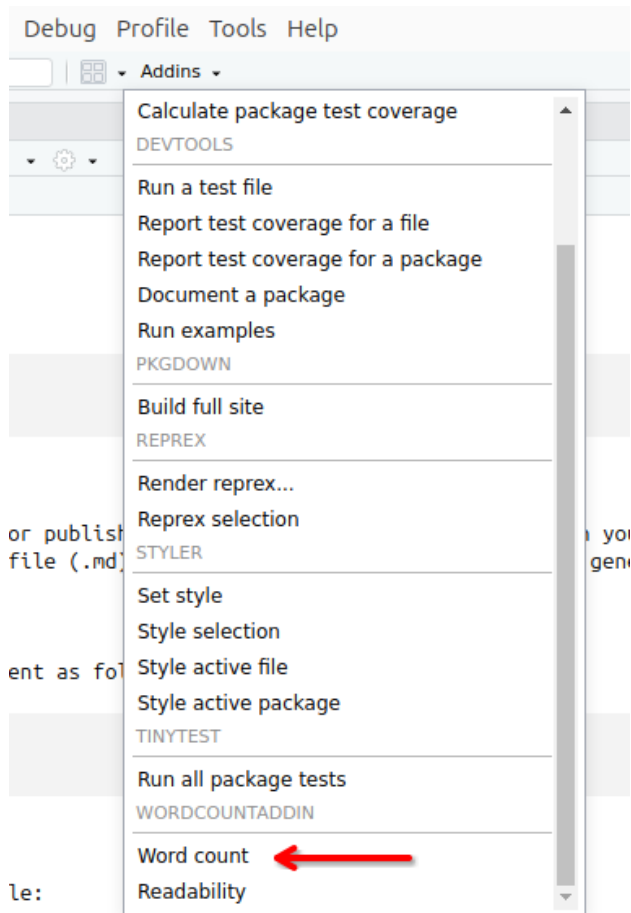 Debug Profile Tools Help
Addins
Calculate package test coverage
DEVTOOLS
Run a test file
Report test coverage for a file
Report test coverage for a package
Document a package
Run examples
PKGDOWN
Build full site
REPREX
Render reprex...
Reprex selection
or publish
file (.md)
STYLER
you
gene
Set style
Style selection
ent as fol
Style active file
Style active package
TINYTEST
Run all package tests
WORDCOUNTADDIN
Word count
le:
Readability